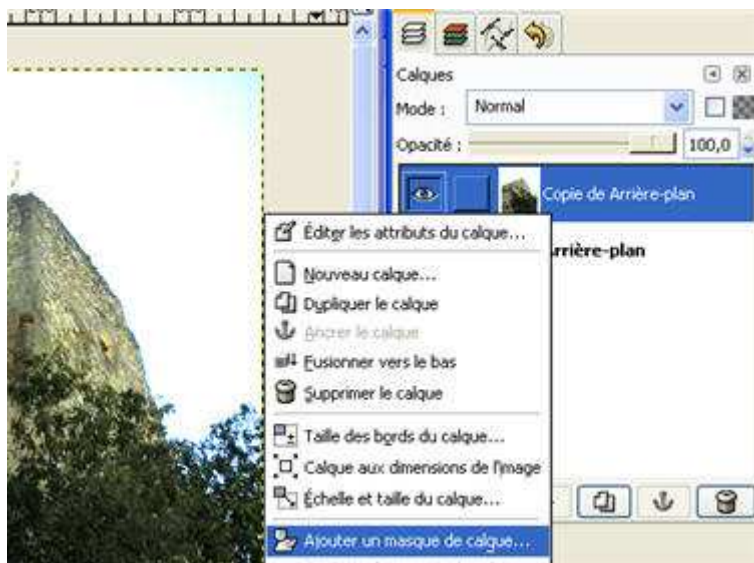 Calques
Mode :
Normal
Opacité :
100,0
Copie de Arrière-plan
rrière-plan
Éditer les attributs du calque...
Nouveau calque...
Dupliquer le calque
Ancrer le calque
Fusionner vers le bas
Supprimer le calque
Taille des bords du calque...
Calque aux dimensions de l'image
Échelle et taille du calque...
Ajouter un masque de calque...